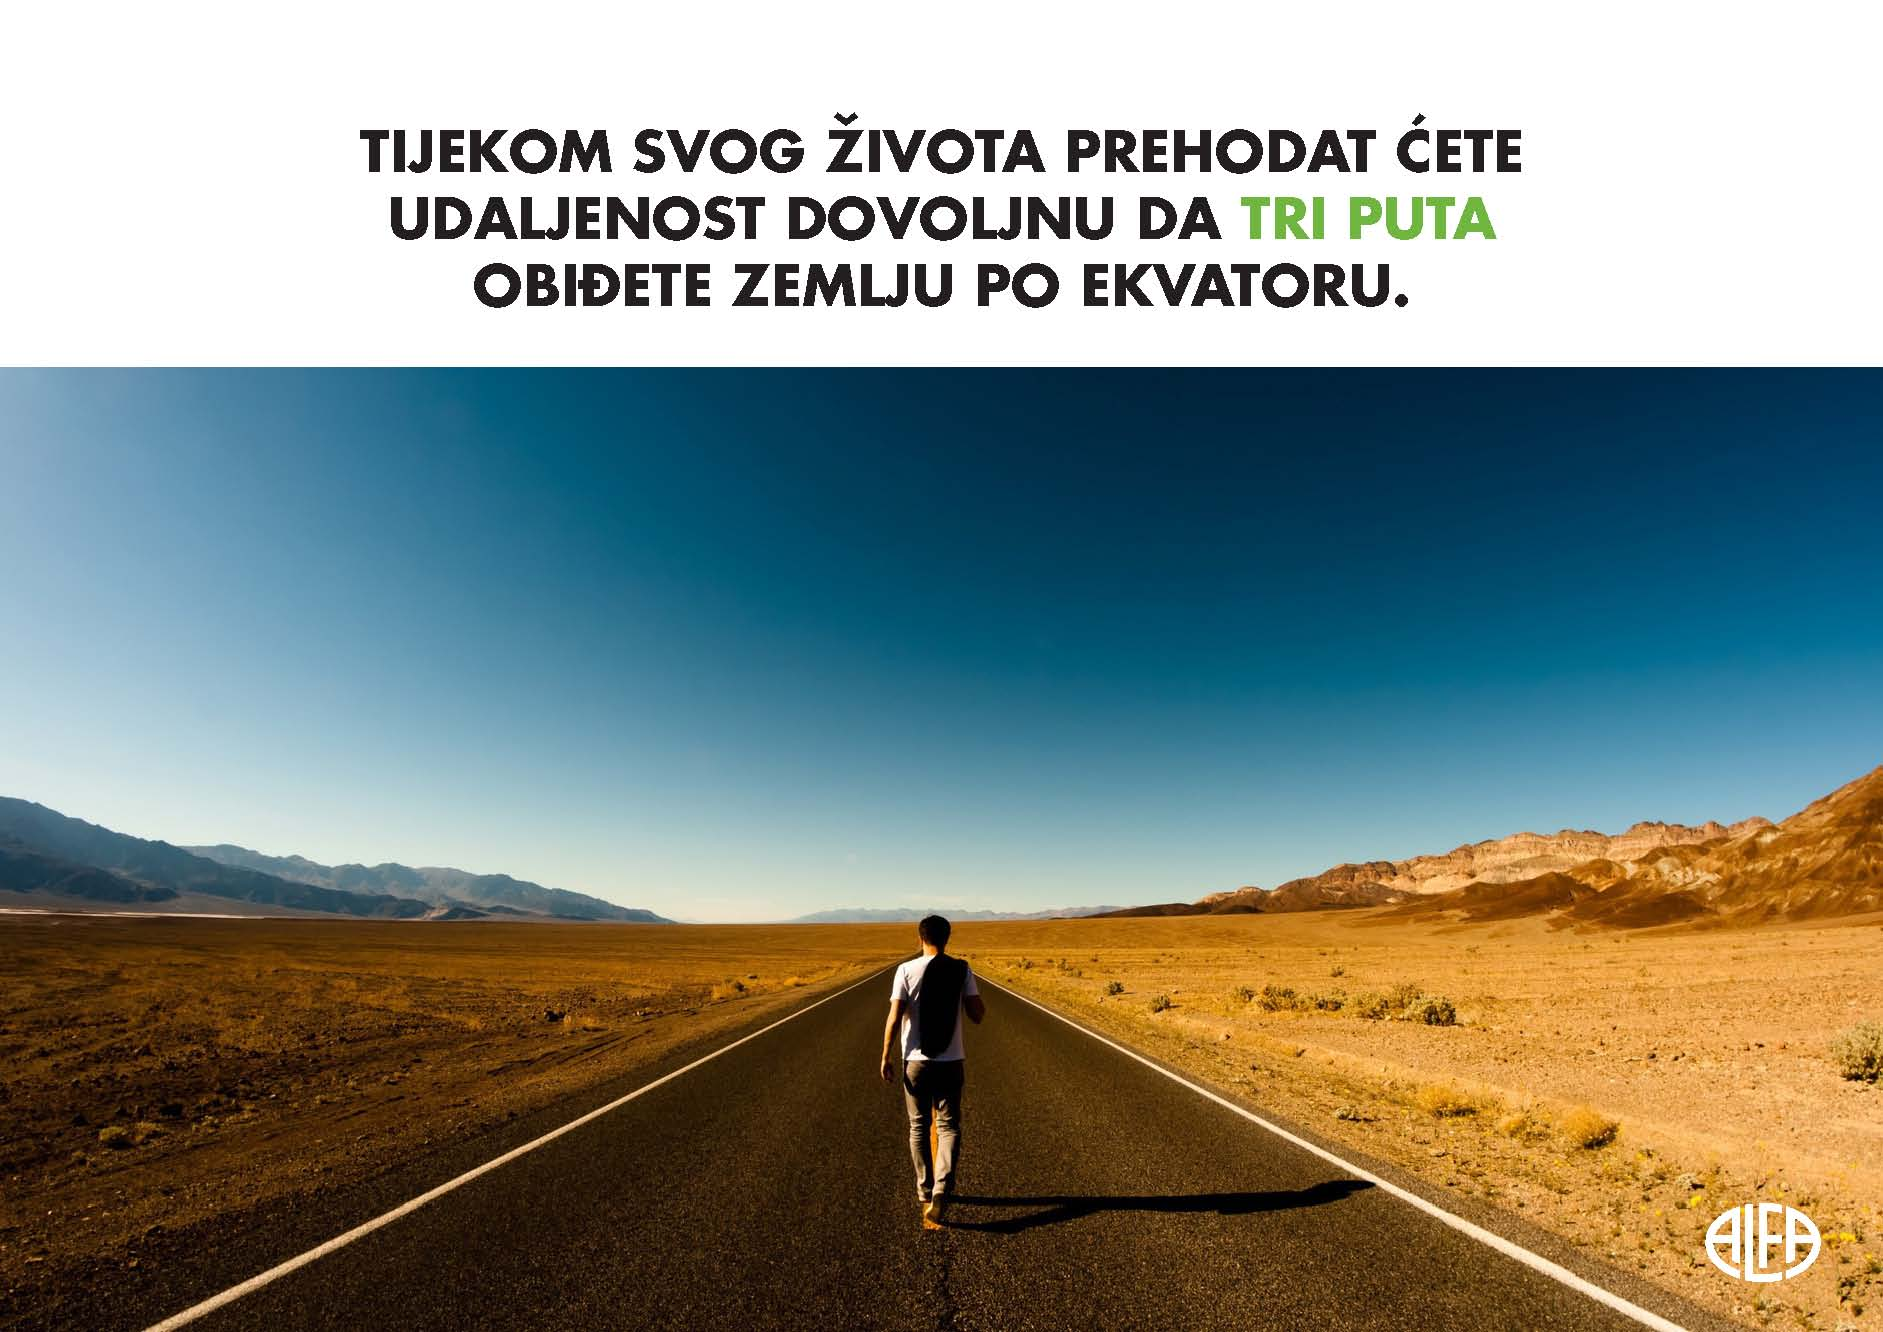 TIJEKOM SVOG ŽIVOTA PREHODAT ĆETE
UDALJENOST DOVOLJNU DA TRI PUTA
OBIĐETE ZEMLJU PO EKVATORU.
ALFA